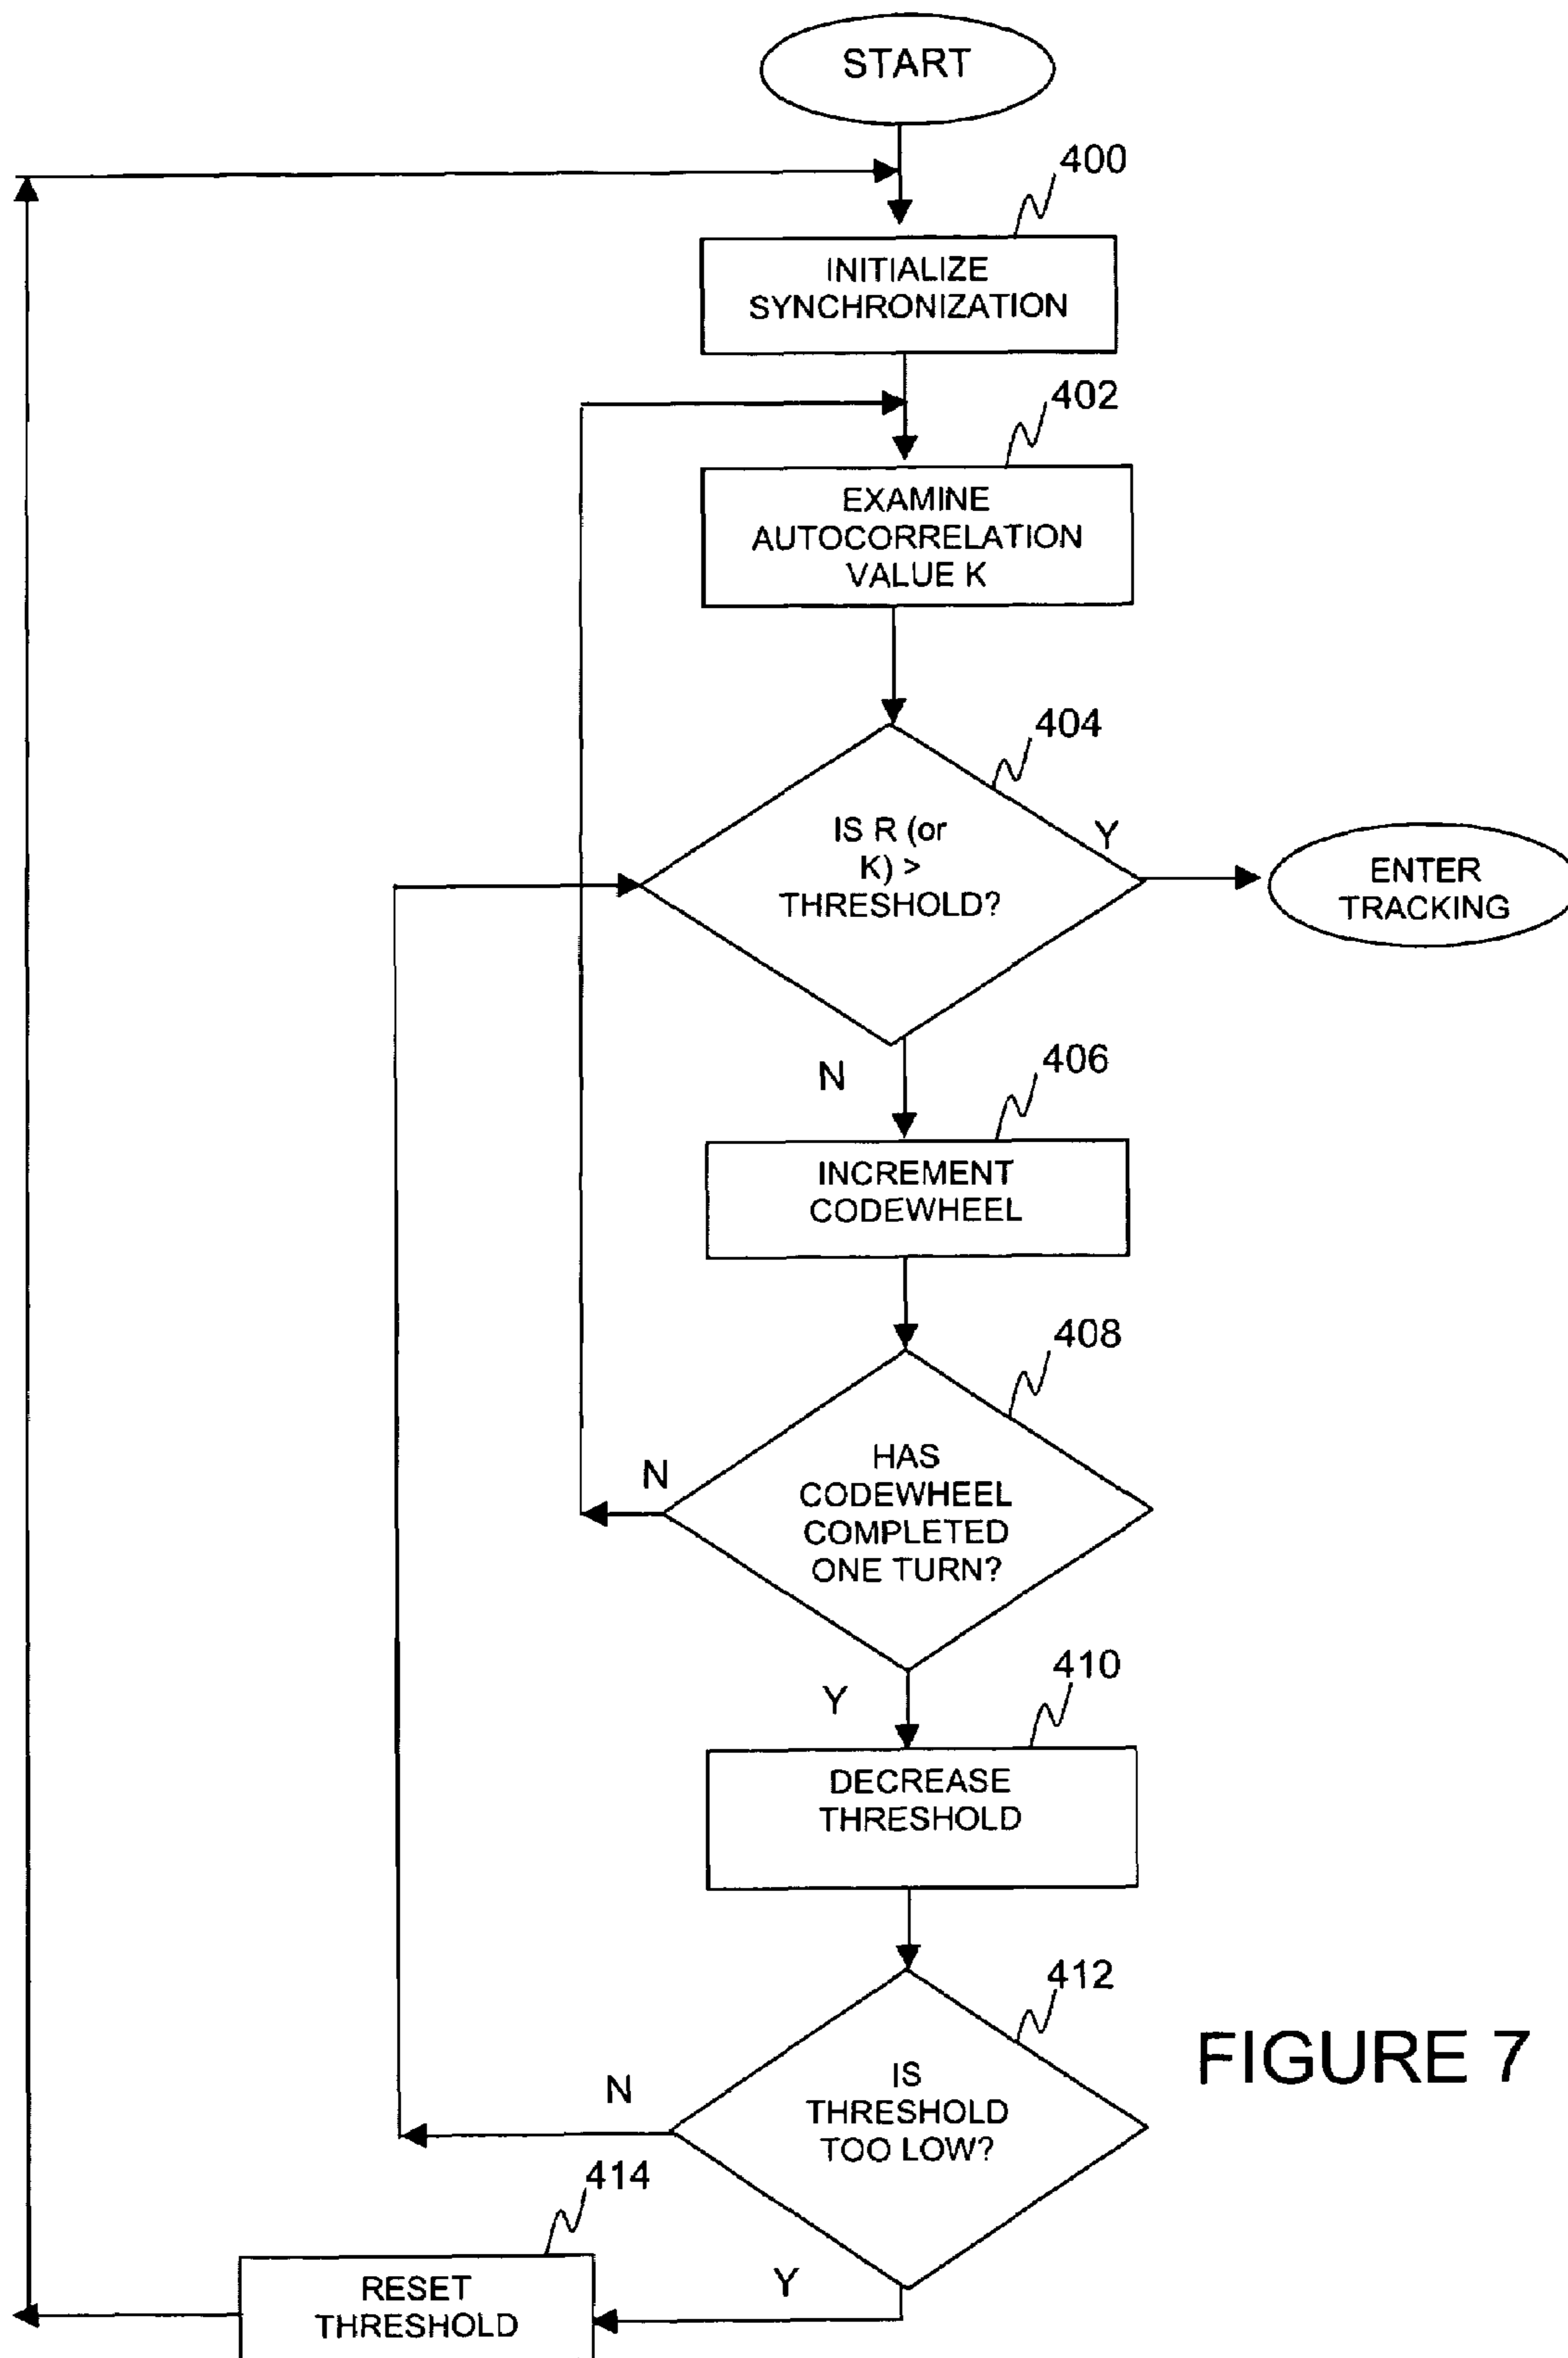 START
400
INITIALIZE
SYNCHRONIZATION
402
EXAMINE
AUTOCORRELATION
VALUE K
404
IS R (or
K) >
THRESHOLD?
Y
ENTER
TRACKING
N
406
INCREMENT
CODEWHEEL
408
HAS
CODEWHEEL
COMPLETED
ONE TURN?
N
Y
410
DECREASE
THRESHOLD
412
IS
THRESHOLD
TOO LOW?
N
Y
414
RESET
THRESHOLD
FIGURE 7